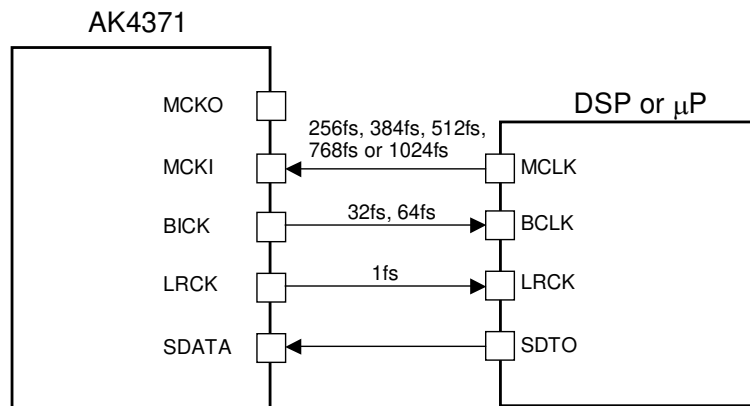 AK4371
DSP or μP
MCKO
256fs, 384fs, 512fs,
768fs or 1024fs
MCKI
MCLK
BICK
32fs, 64fs
BCLK
LRCK
1fs
LRCK
SDATA
SDTO